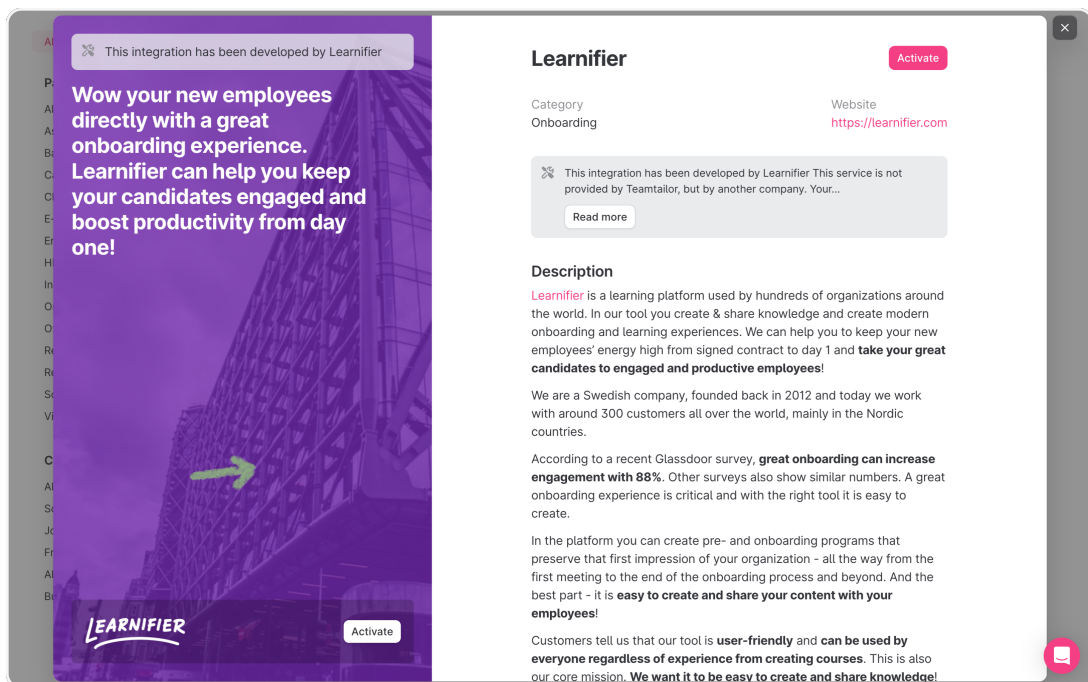 This integration has been developed by Learnifier
Wow your new employees
directly with a great
onboarding experience.
Learnifier can help you keep
your candidates engaged and
boost productivity from day
one!
LEARNIFIER
Activate
Learnifier
Activate
Category
Onboarding
Website
https://learnifier.com
This integration has been developed by Learnifier This service is not
provided by Teamtailor, but by another company. Your...
Read more
Description
Learnifier is a learning platform used by hundreds of organizations around
the world. In our tool you create & share knowledge and create modern
onboarding and learning experiences. We can help you to keep your new
employees’ energy high from signed contract to day 1 and take your great
candidates to engaged and productive employees!
We are a Swedish company, founded back in 2012 and today we work
with around 300 customers all over the world, mainly in the Nordic
countries.
According to a recent Glassdoor survey, great onboarding can increase
engagement with 88%. Other surveys also show similar numbers. A great
onboarding experience is critical and with the right tool it is easy to
create.
In the platform you can create pre- and onboarding programs that
preserve that first impression of your organization - all the way from the
first meeting to the end of the onboarding process and beyond. And the
best part - it is easy to create and share your content with your
employees!
Customers tell us that our tool is user-friendly and can be used by
everyone regardless of experience from creating courses. This is also
our core mission. We want it to be easy to create and share knowledge!